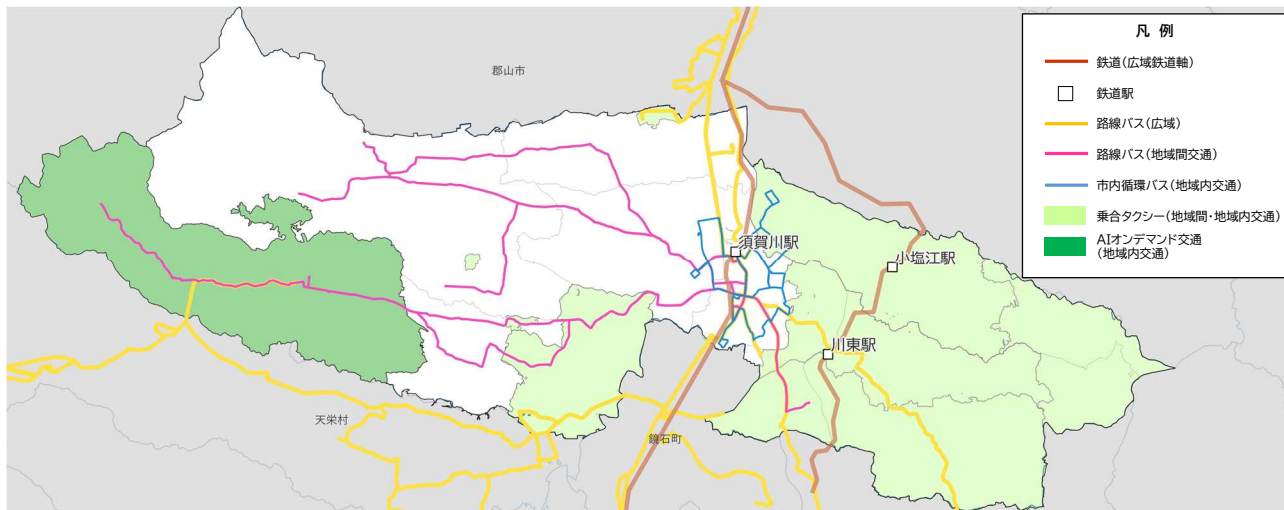 凡 例
鉄道(広域鉄道軸)
鉄道駅
路線バス(広域)
路線バス(地域間交通)
市内循環バス(地域内交通)
乗合タクシー(地域間・地域内交通)
AIオンデマンド交通
(地域内交通)
郡山市
須賀川駅
小塩江駅
川東駅
天栄村
鏡石町